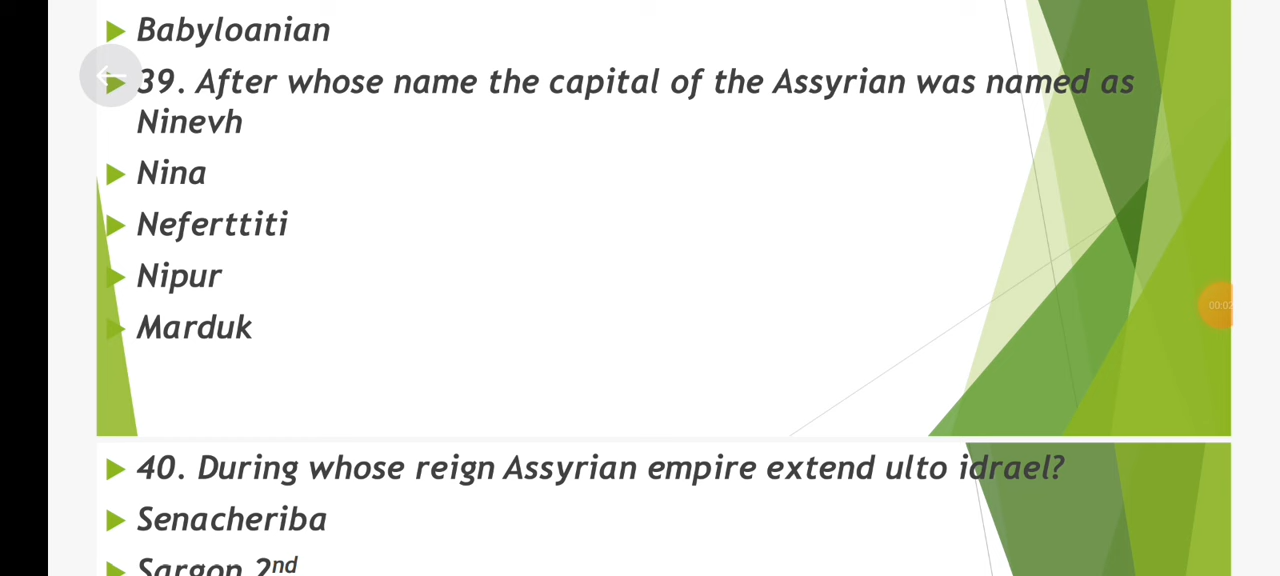 Babyloanian
39. After whose name the capital of the Assyrian was named as
Ninevh
Nina
Neferttiti
Nipur
Marduk
40. During whose reign Assyrian empire extend ulto idrael?
Senacheriba
Sargon 2nd